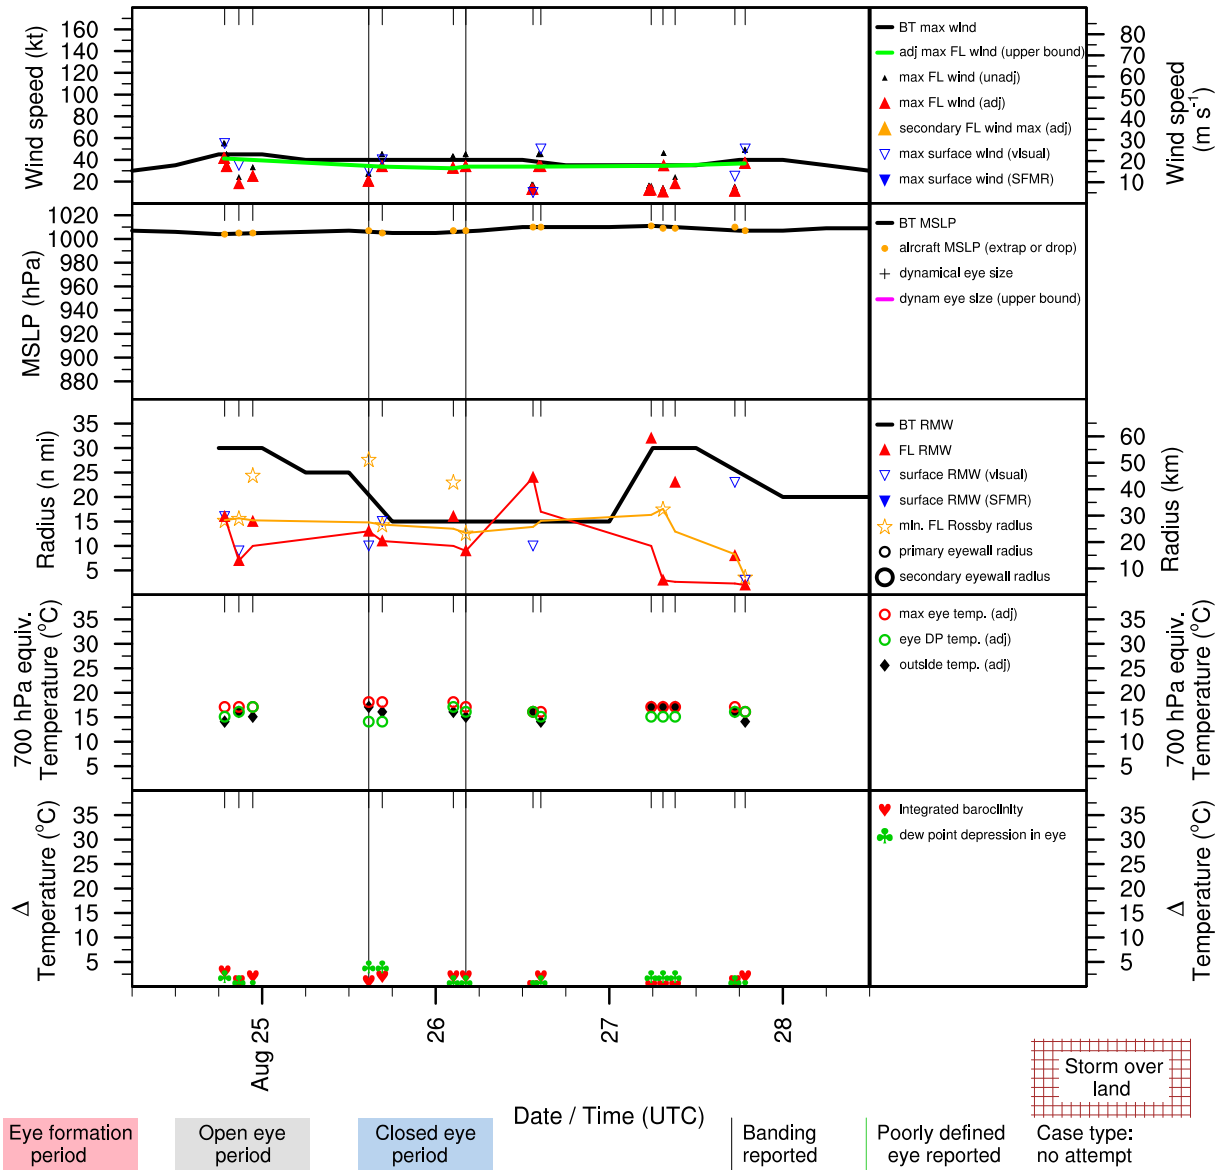 160
140
120
100
80
60
40
20
Wind speed (kt)
BT max wind
adj max FL wind (upper bound)
max FL wind (unadj)
max FL wind (adj)
secondary FL wind max (adj)
max surface wind (visual)
max surface wind (SFMR)
80
70
60
50
40
30
20
10
Wind speed
(m s⁻¹)
1020
1000
980
960
940
920
900
880
MSLP (hPa)
BT MSLP
aircraft MSLP (extrap or drop)
dynamical eye size
dynam eye size (upper bound)
35
30
25
20
15
10
5
Radius (n mi)
BT RMW
FL RMW
surface RMW (visual)
surface RMW (SFMR)
min. FL Rossby radius
primary eyewall radius
secondary eyewall radius
60
50
40
30
20
10
Radius (km)
35
30
25
20
15
10
5
700 hPa equiv.
Temperature (°C)
max eye temp. (adj)
eye DP temp. (adj)
outside temp. (adj)
35
30
25
20
15
10
5
700 hPa equiv.
Temperature (°C)
35
30
25
20
15
10
5
Δ
Temperature (°C)
Integrated baroclinity
dew point depression in eye
35
30
25
20
15
10
5
Δ
Temperature (°C)
Aug 25
26
27
28
Date / Time (UTC)
Storm over
land
Eye formation
period
Open eye
period
Closed eye
period
Banding
reported
Poorly defined
eye reported
Case type:
no attempt